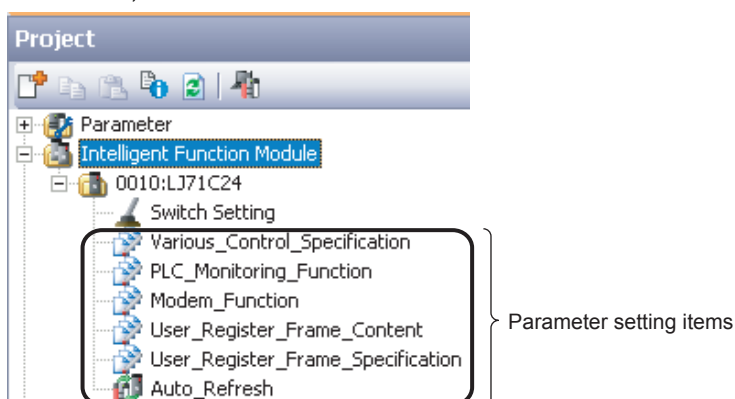 Project
Parameter
Intelligent Function Module
0010:LJ71C24
Switch Setting
Various_Control_Specification
PLC_Monitoring_Function
Modem_Function
User_Register_Frame_Content
User_Register_Frame_Specification
Auto_Refresh
Parameter setting items